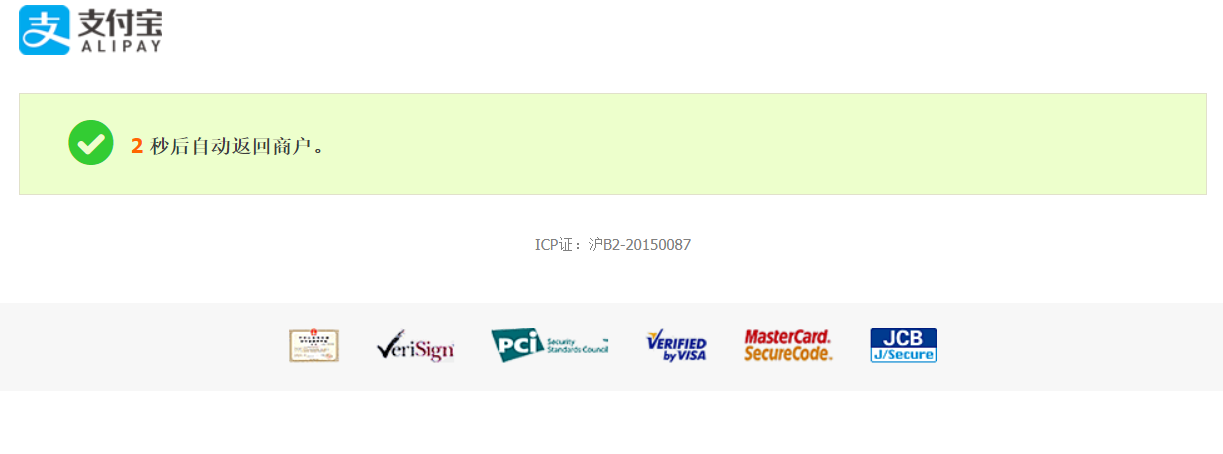 支付宝
ALIPAY
2 秒后自动返回商户。
ICP证：沪B2-20150087
VeriSign
PCI Security Standards Council ™
VERIFIED by VISA
MasterCard. SecureCode.
JCB J/Secure